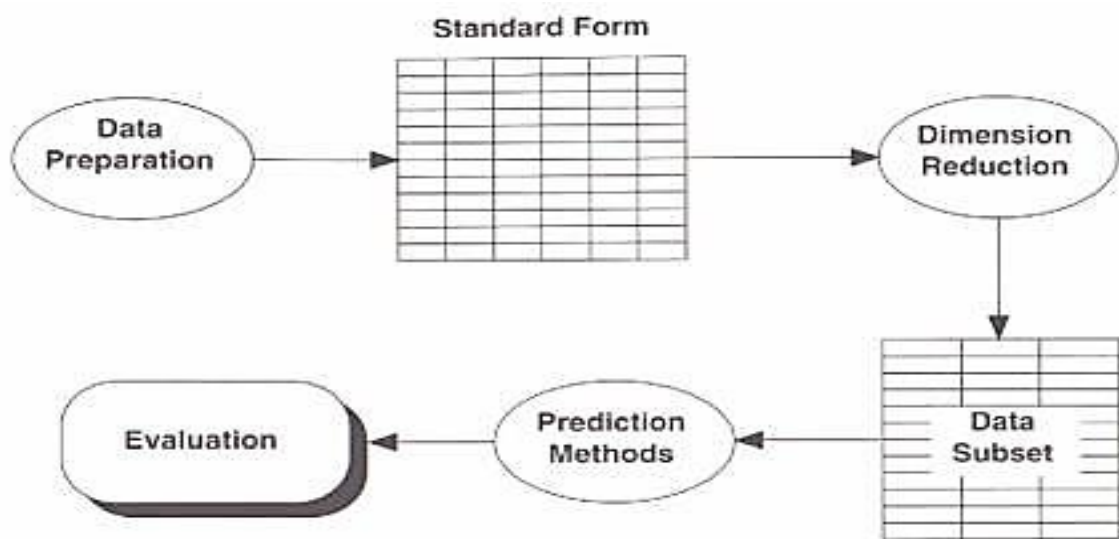 Standard Form
Data
Preparation
Dimension
Reduction
Data
Subset
Prediction
Methods
Evaluation